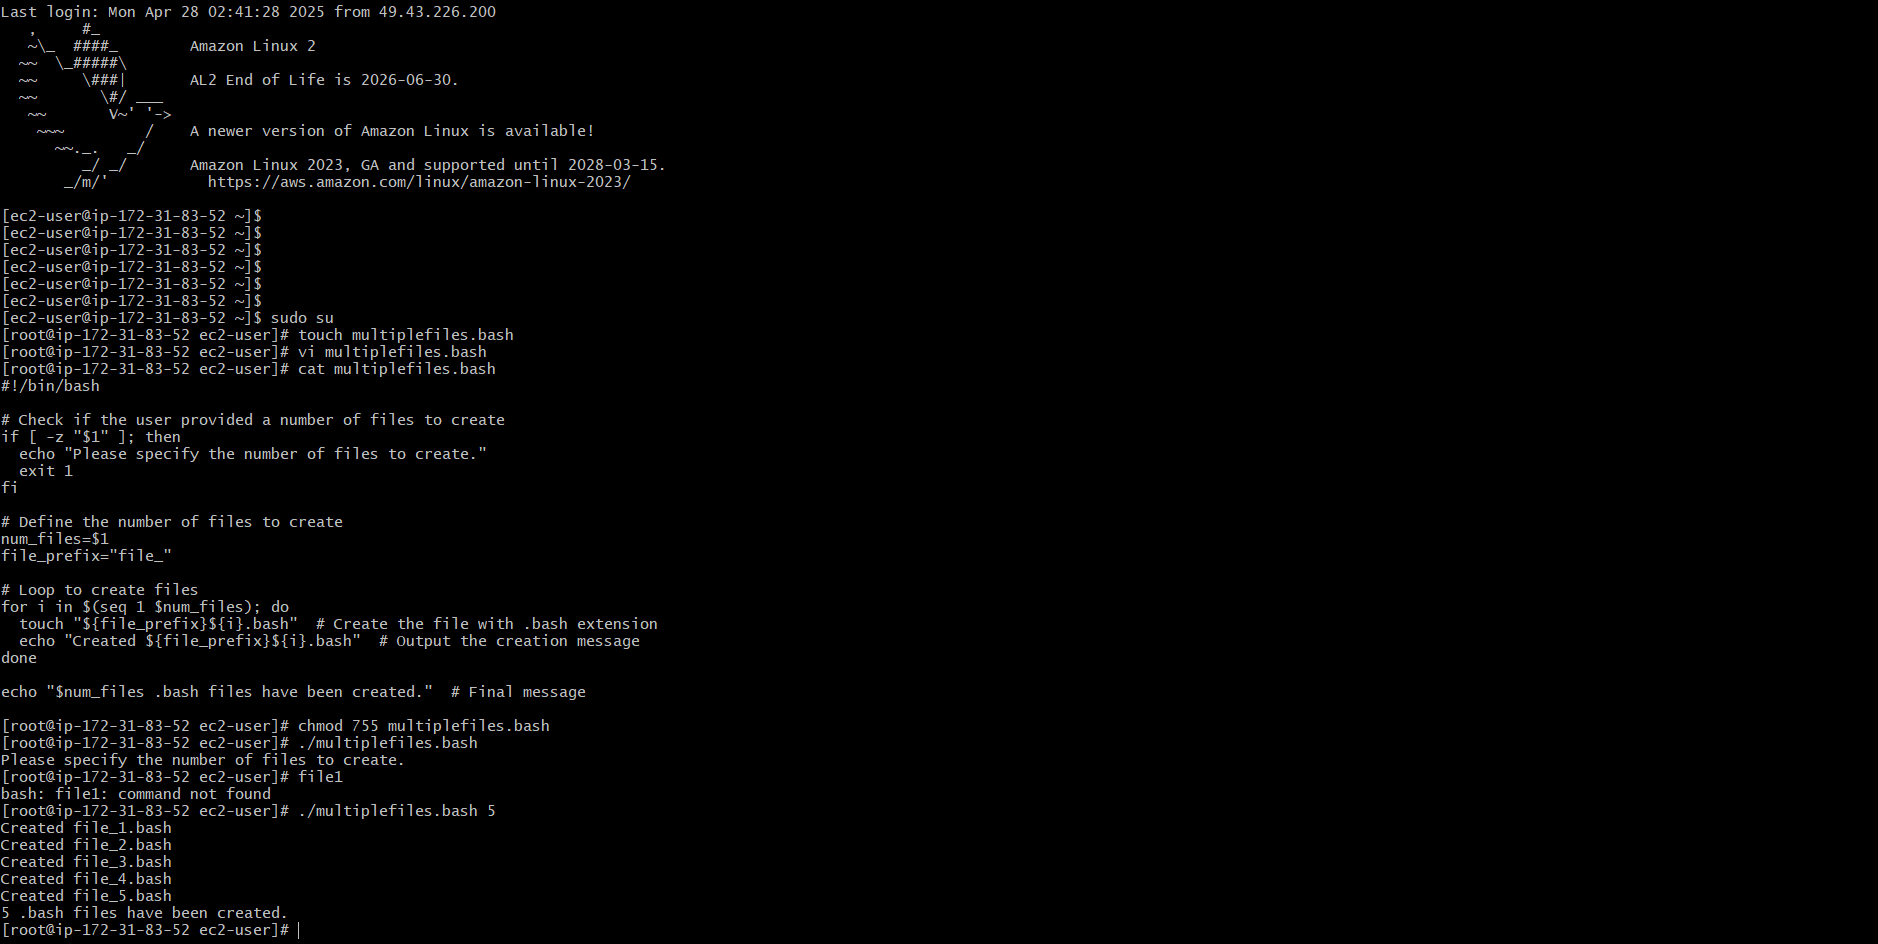 Last login: Mon Apr 28 02:41:28 2025 from 49.43.226.200
   ,     #_
   ~\_  ####_        Amazon Linux 2
  ~~  \_#####\
  ~~     \###|       AL2 End of Life is 2026-06-30.
  ~~       \#/ ___
   ~~       V~' '->
    ~~~         /    A newer version of Amazon Linux is available!
      ~~._.   _/
         _/ _/       Amazon Linux 2023, GA and supported until 2028-03-15.
       _/m/'           https://aws.amazon.com/linux/amazon-linux-2023/

[ec2-user@ip-172-31-83-52 ~]$
[ec2-user@ip-172-31-83-52 ~]$
[ec2-user@ip-172-31-83-52 ~]$
[ec2-user@ip-172-31-83-52 ~]$
[ec2-user@ip-172-31-83-52 ~]$
[ec2-user@ip-172-31-83-52 ~]$
[ec2-user@ip-172-31-83-52 ~]$ sudo su
[root@ip-172-31-83-52 ec2-user]# touch multiplefiles.bash
[root@ip-172-31-83-52 ec2-user]# vi multiplefiles.bash
[root@ip-172-31-83-52 ec2-user]# cat multiplefiles.bash
#!/bin/bash

# Check if the user provided a number of files to create
if [ -z "$1" ]; then
  echo "Please specify the number of files to create."
  exit 1
fi

# Define the number of files to create
num_files=$1
file_prefix="file_"

# Loop to create files
for i in $(seq 1 $num_files); do
  touch "${file_prefix}${i}.bash"  # Create the file with .bash extension
  echo "Created ${file_prefix}${i}.bash"  # Output the creation message
done

echo "$num_files .bash files have been created."  # Final message

[root@ip-172-31-83-52 ec2-user]# chmod 755 multiplefiles.bash
[root@ip-172-31-83-52 ec2-user]# ./multiplefiles.bash
Please specify the number of files to create.
[root@ip-172-31-83-52 ec2-user]# file1
bash: file1: command not found
[root@ip-172-31-83-52 ec2-user]# ./multiplefiles.bash 5
Created file_1.bash
Created file_2.bash
Created file_3.bash
Created file_4.bash
Created file_5.bash
5 .bash files have been created.
[root@ip-172-31-83-52 ec2-user]#